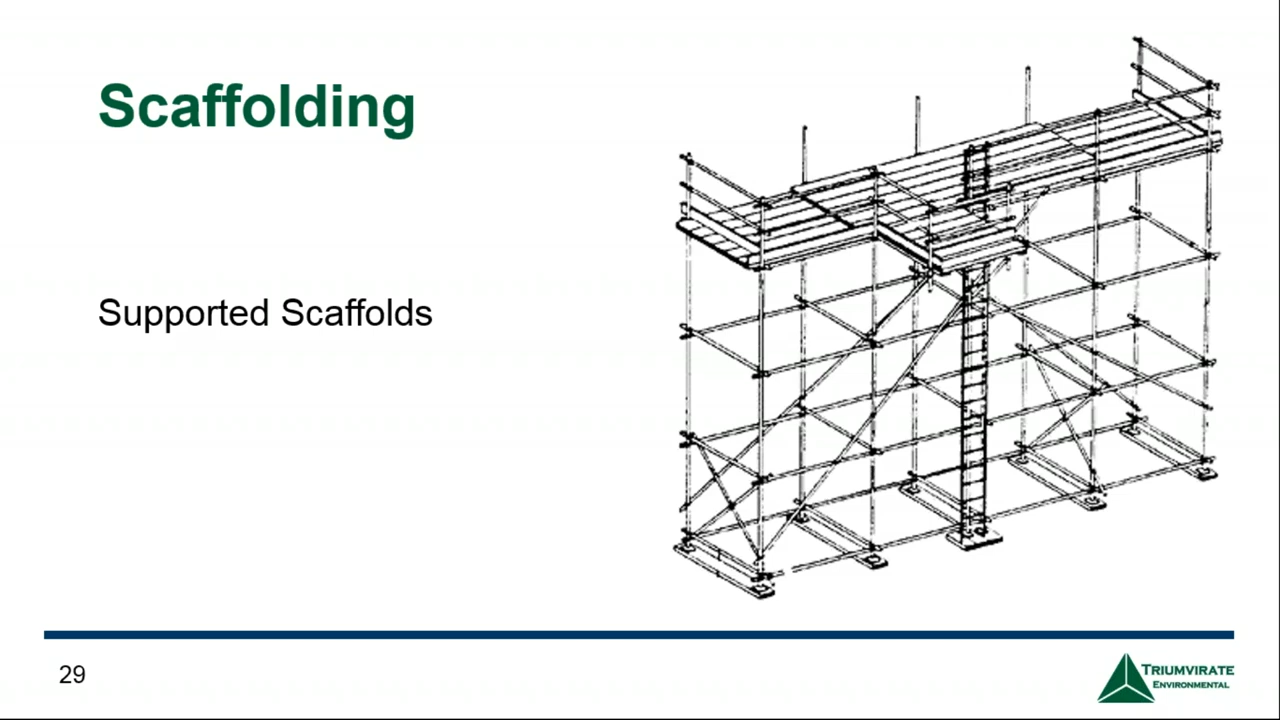 Scaffolding
Supported Scaffolds
29
TRIUMVIRATE
ENVIRONMENTAL